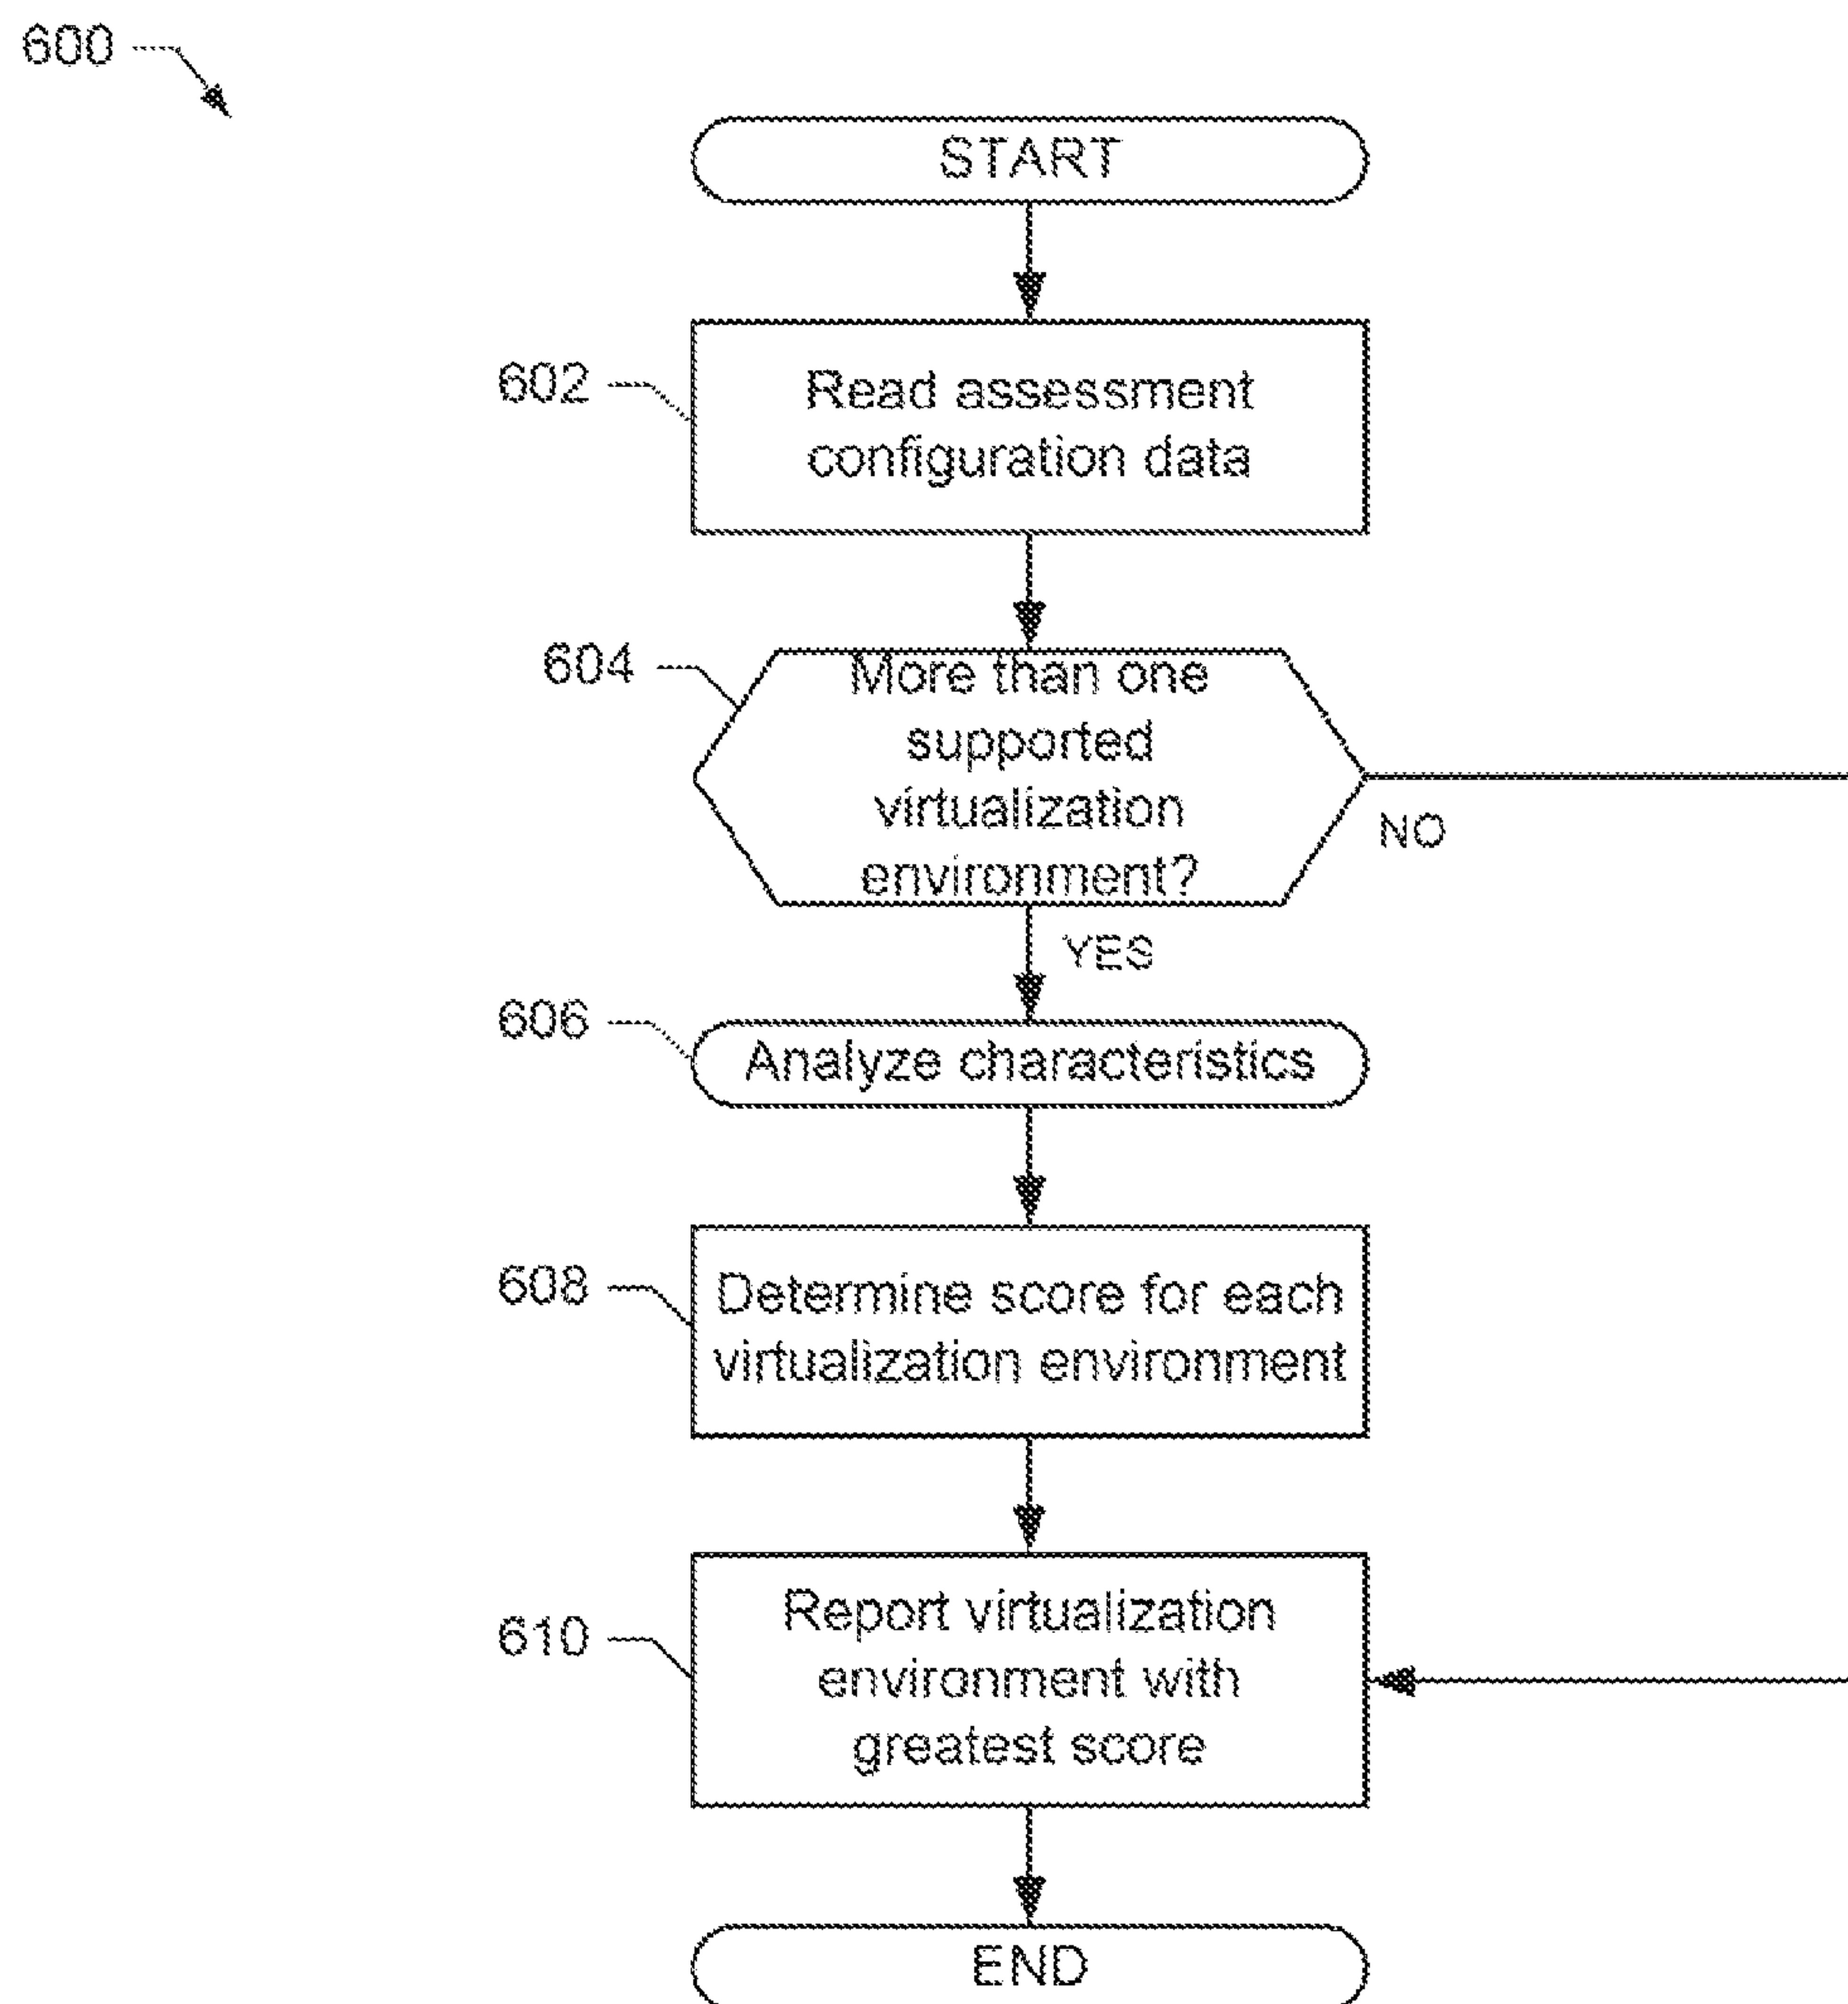 600
START
602
Read assessment
configuration data
604
More than one
supported
virtualization
environment?
NO
YES
606
Analyze characteristics
608
Determine score for each
virtualization environment
610
Report virtualization
environment with
greatest score
END